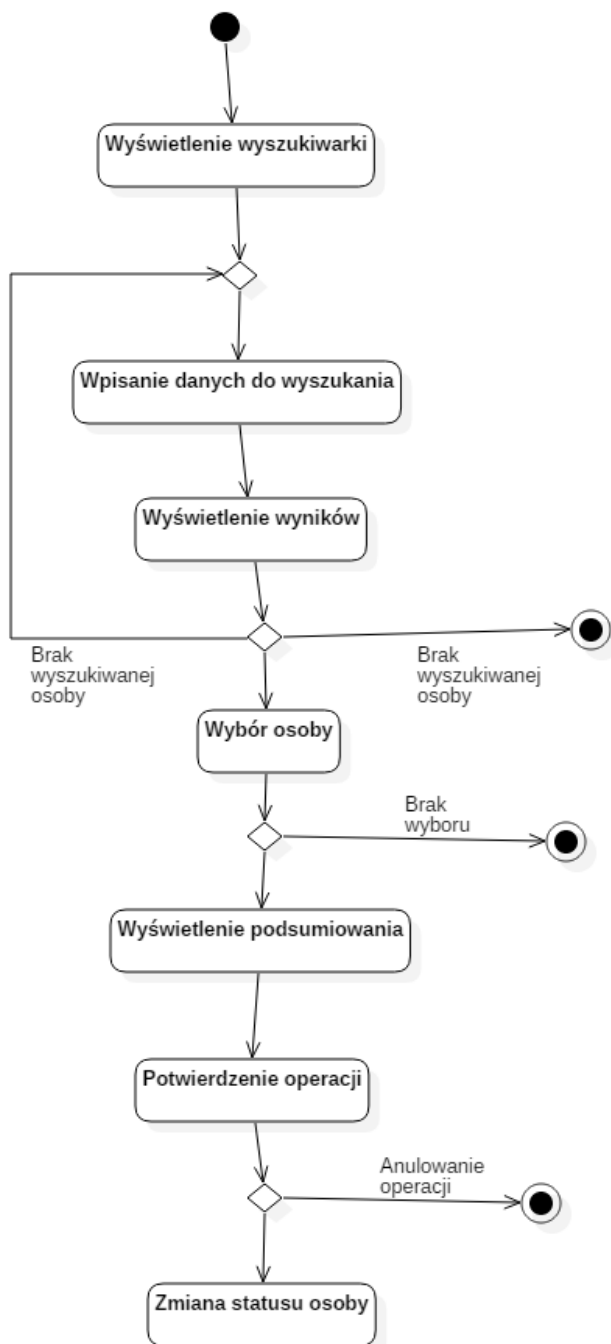 Wyświetlenie wyszukiwarki
Wpisanie danych do wyszukania
Wyświetlenie wyników
Brak
wyszukiwanej
osoby
Brak
wyszukiwanej
osoby
Wybór osoby
Brak
wyboru
Wyświetlenie podsumiowania
Potwierdzenie operacji
Anulowanie
operacji
Zmiana statusu osoby